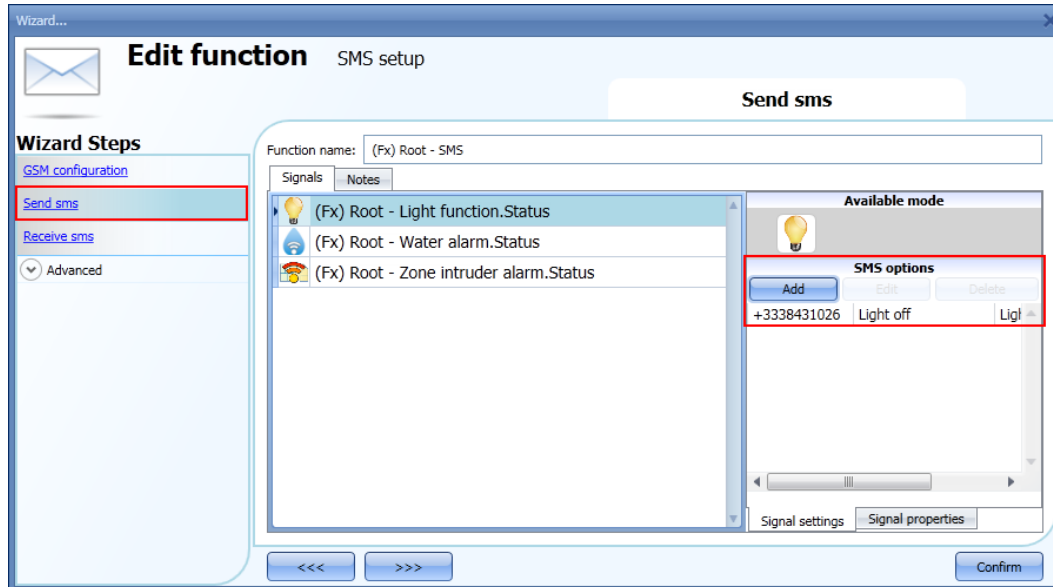 Wizard...
Edit function SMS setup
Send sms
Wizard Steps
GSM configuration
Send sms
Receive sms
Advanced
Function name: (Fx) Root - SMS
Signals Notes
(Fx) Root - Light function.Status
(Fx) Root - Water alarm.Status
(Fx) Root - Zone intruder alarm.Status
Available mode
SMS options
Add Edit Delete
+3338431026 Light off Ligh
Signal settings Signal properties
<<< >>> Confirm